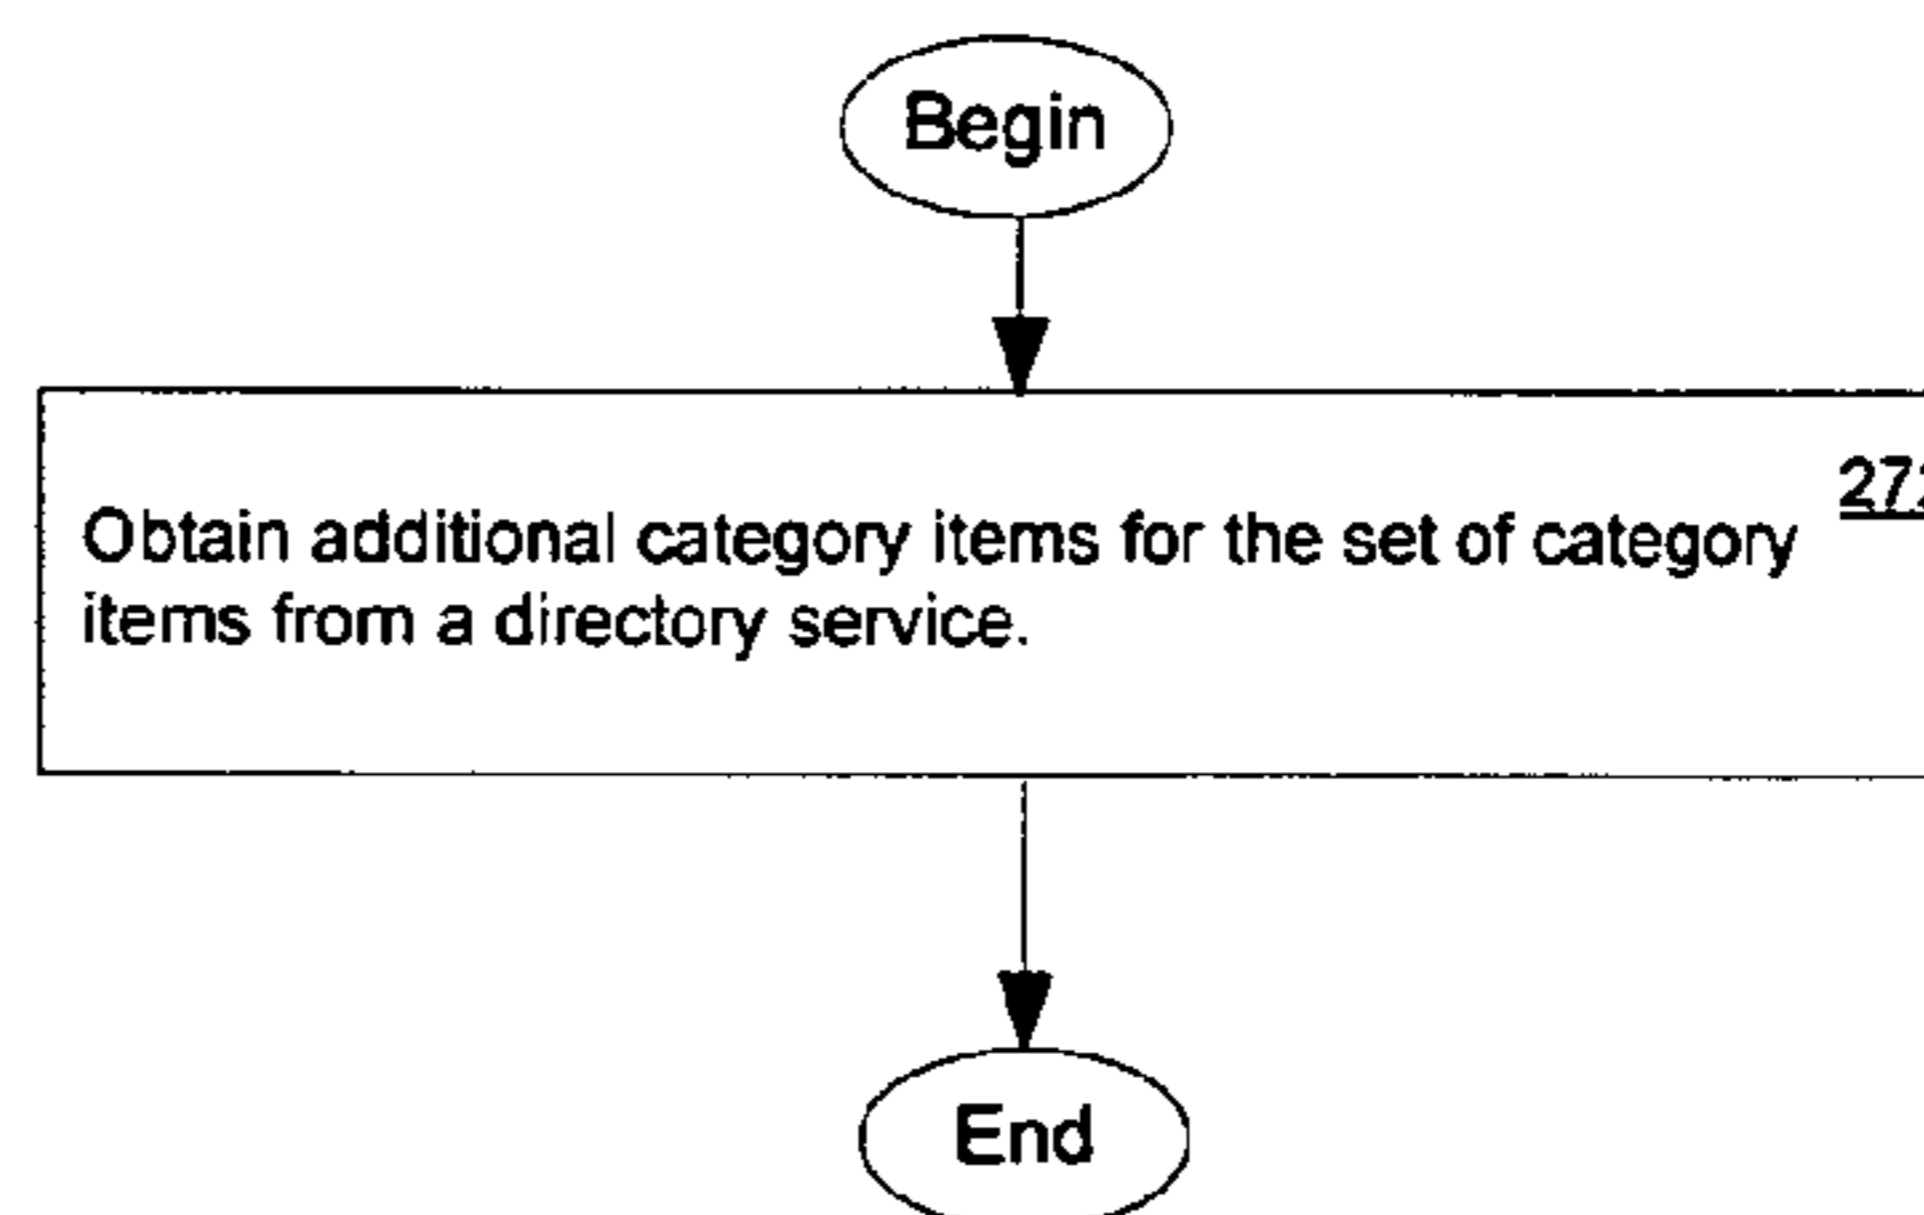 Begin
Obtain additional category items for the set of category
items from a directory service.
End